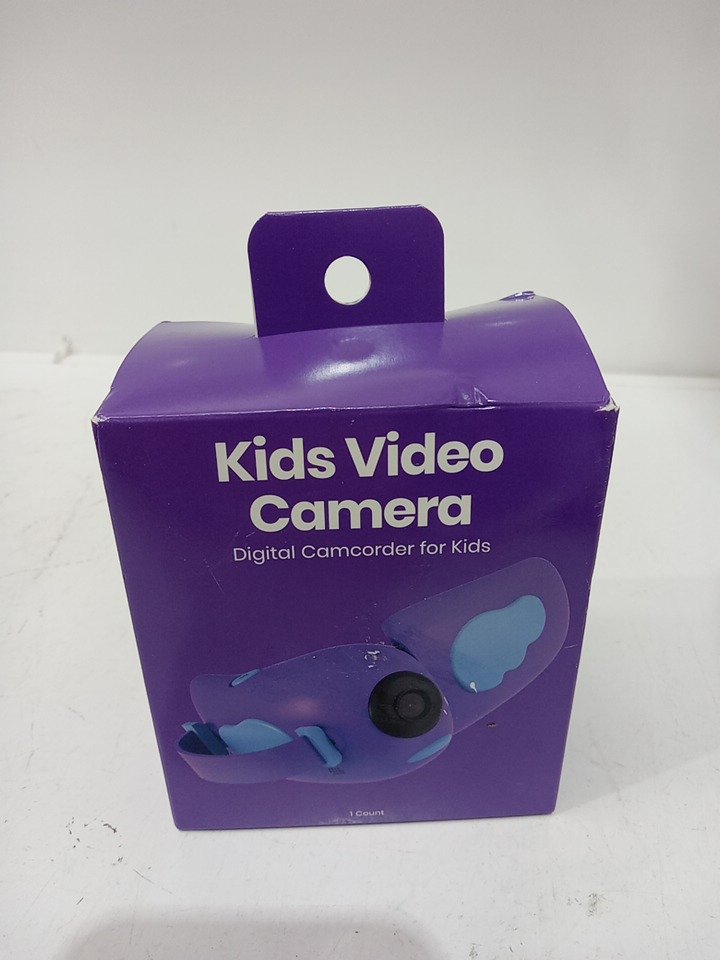 Kids Video
Camera
Digital Camcorder for Kids
1 Count